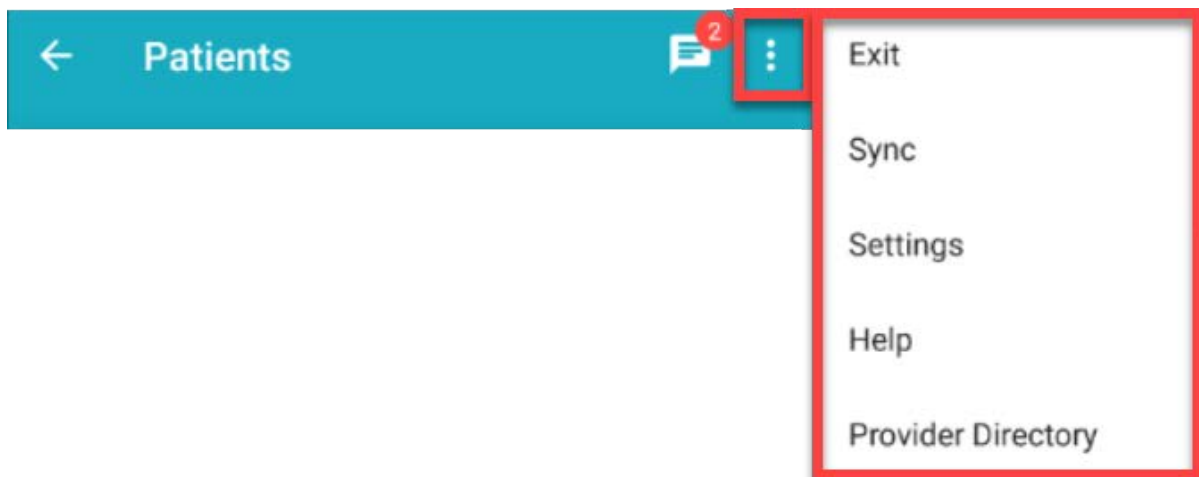 Patients
2
Exit
Sync
Settings
Help
Provider Directory